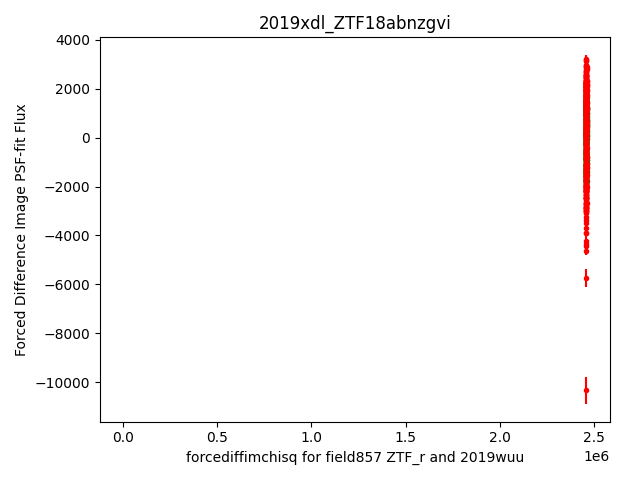 2019xdl_ZTF18abnzgvi
4000
2000
0
−2000
−4000
−6000
−8000
−10000
Forced Difference Image PSF-fit Flux
0.0 0.5 1.0 1.5 2.0 2.5
1e6
forcediffimchisq for field857 ZTF_r and 2019wuu